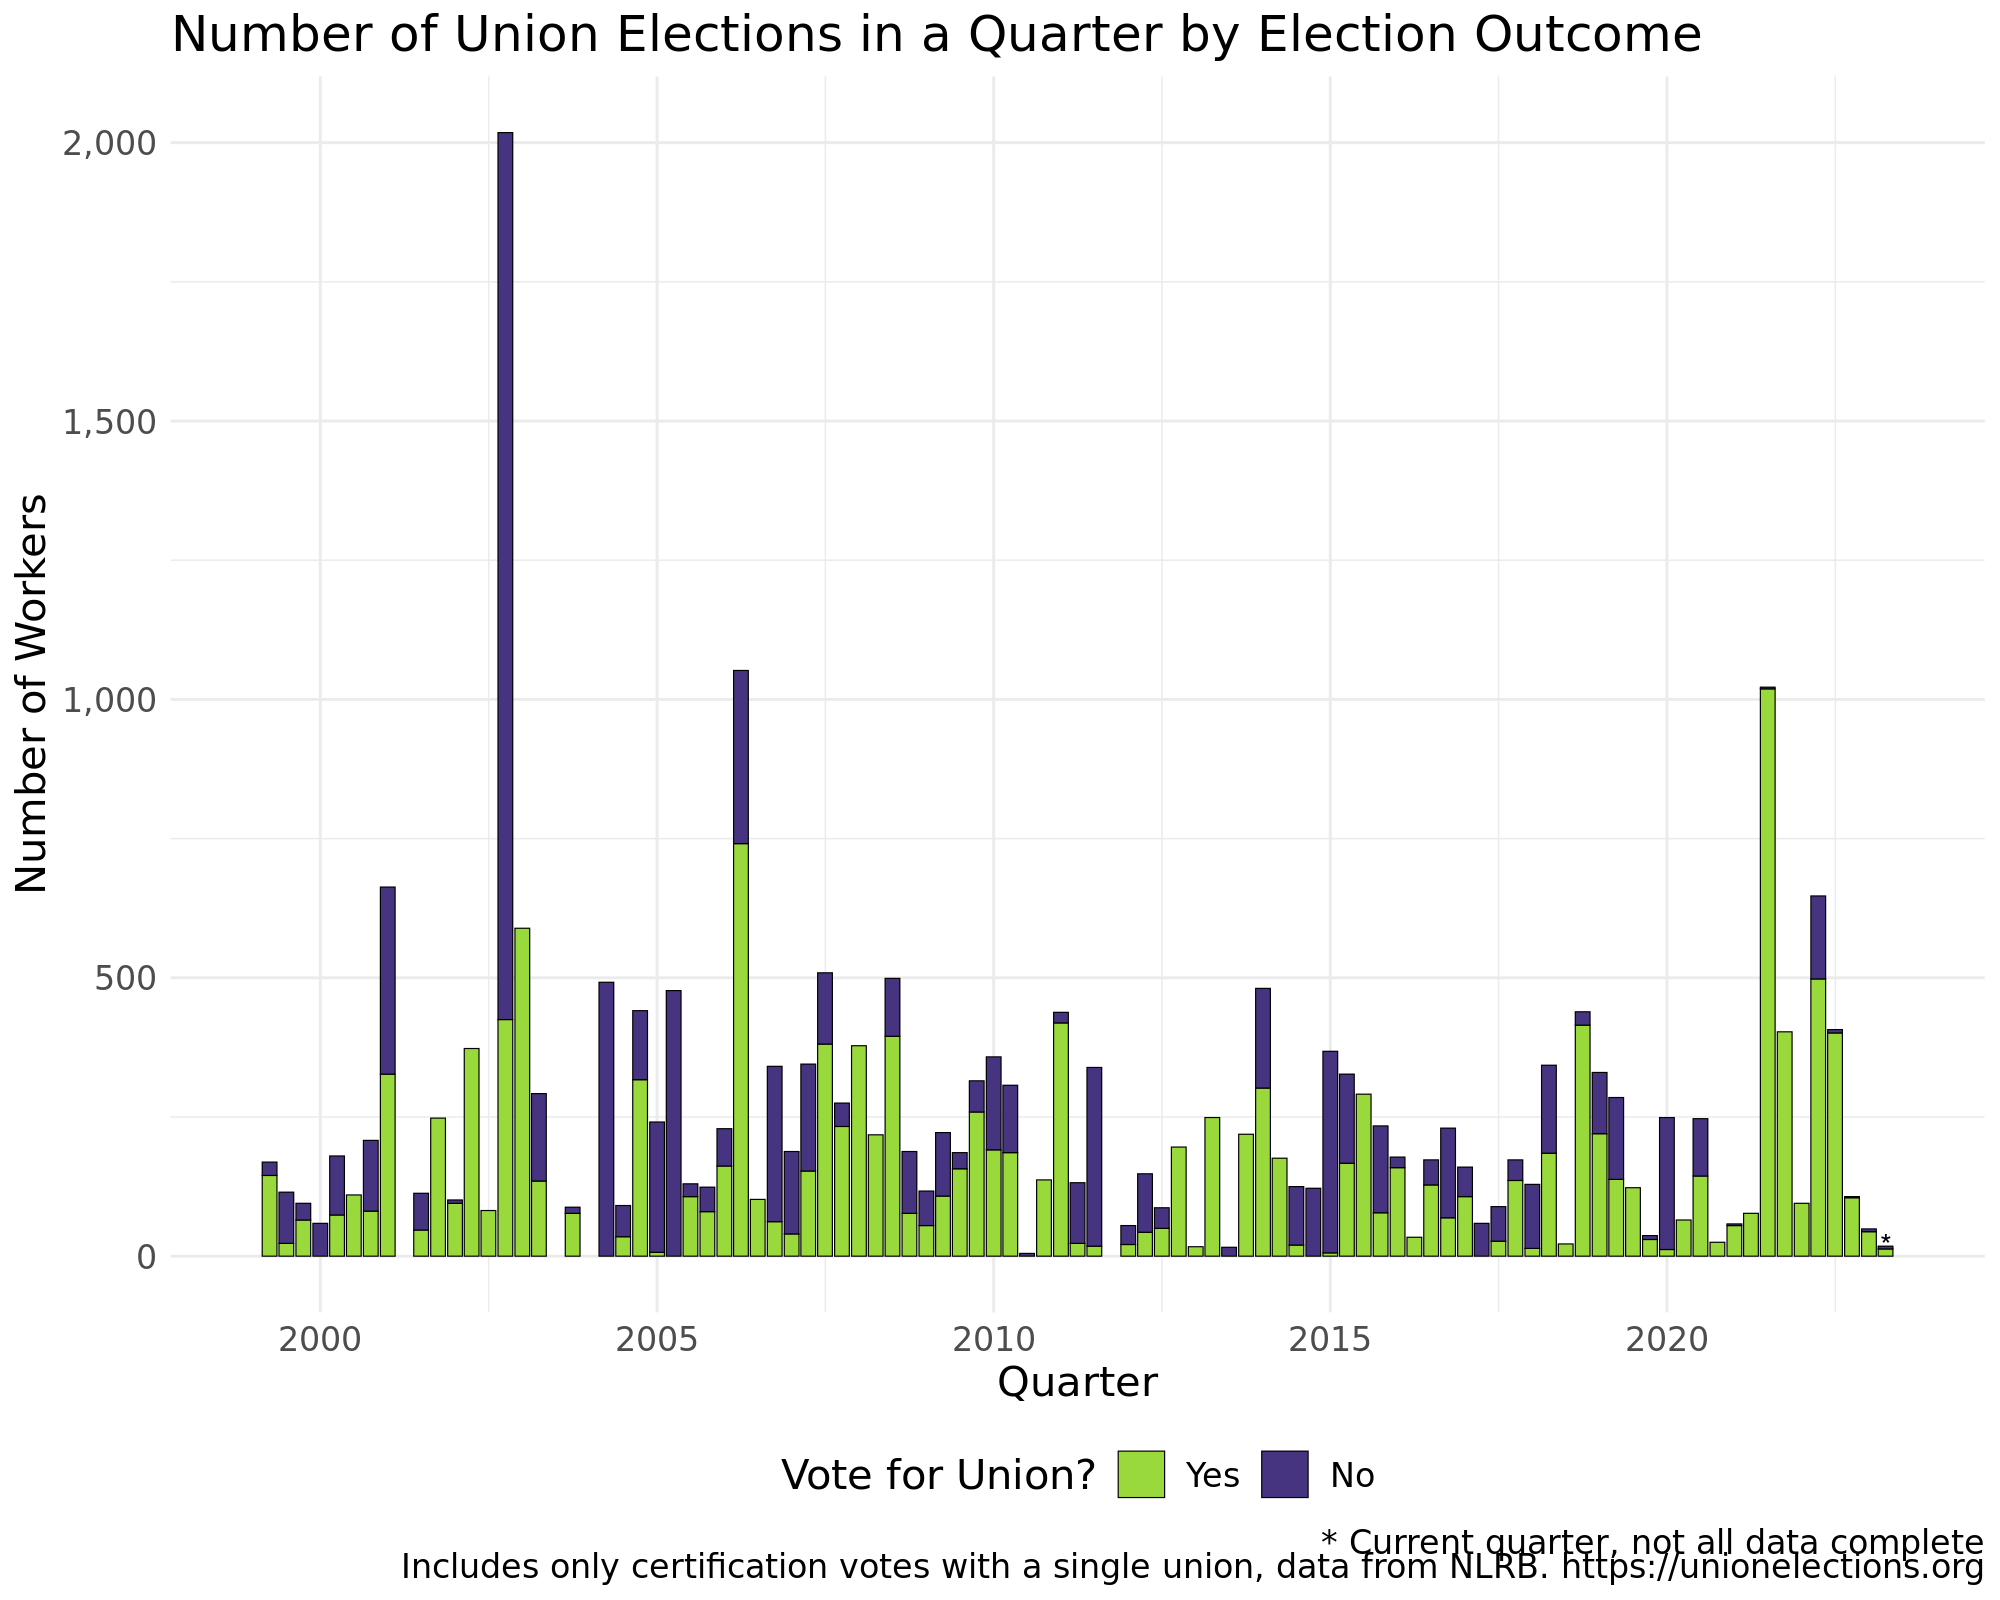 Number of Union Elections in a Quarter by Election Outcome
Number of Workers
2,000
1,500
1,000
500
0
*
2000 2005 2010 2015 2020
Quarter
Vote for Union? Yes No
* Current quarter, not all data complete
Includes only certification votes with a single union, data from NLRB. https://unionelections.org